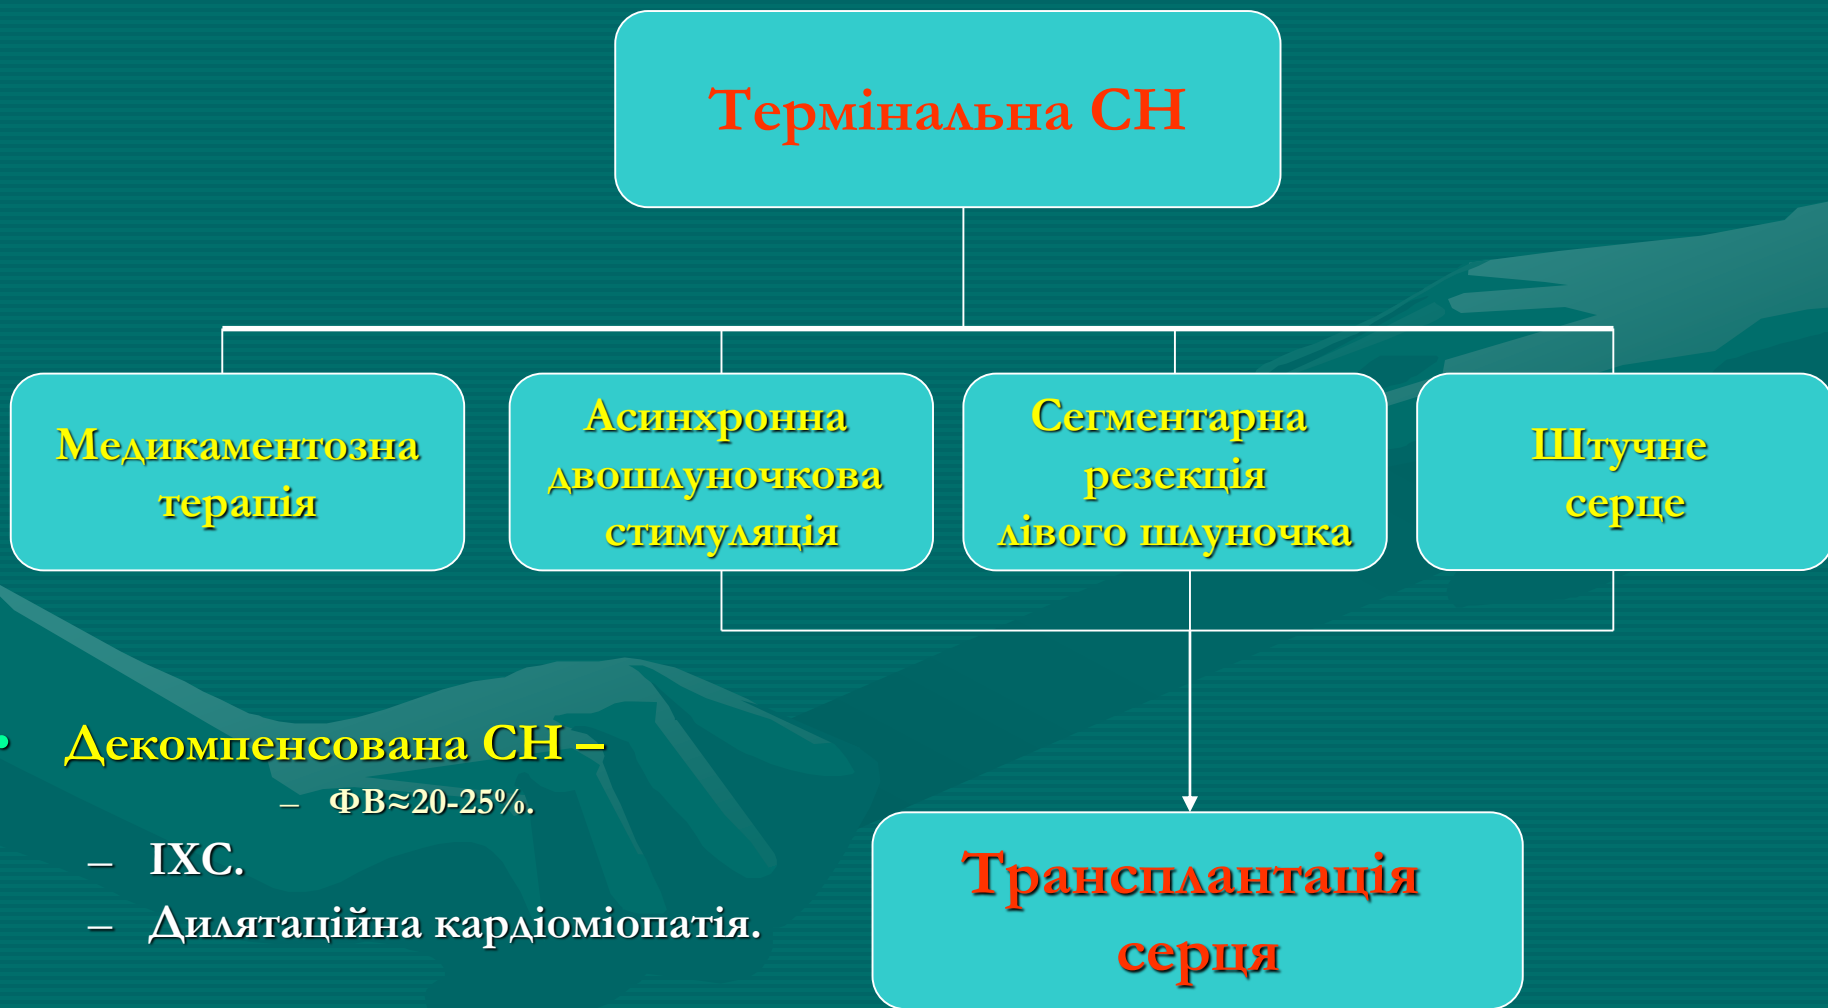 Термінальна СН
Медикаментозна
терапія
Асинхронна
двошлуночкова
стимуляція
Сегментарна
резекція
лівого шлуночка
Штучне
серце
• Декомпенсована СН –
– ФВ≈20-25%.
– ІХС.
– Дилятаційна кардіоміопатія.
Трансплантація
серця